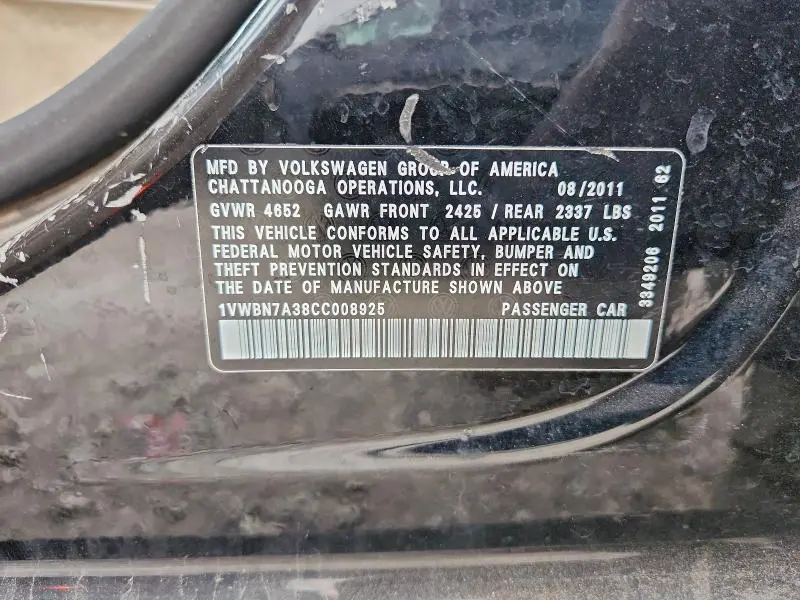 MFD BY VOLKSWAGEN GROUP OF AMERICA
CHATTANOOGA OPERATIONS, LLC. 08/2011
GVWR 4652 GAWR FRONT 2425 / REAR 2337 LBS
THIS VEHICLE CONFORMS TO ALL APPLICABLE U.S.
FEDERAL MOTOR VEHICLE SAFETY, BUMPER AND
THEFT PREVENTION STANDARDS IN EFFECT ON
THE DATE OF MANUFACTURE SHOWN ABOVE
1VWBN7A38CC008925 PASSENGER CAR
3349206 2011 62